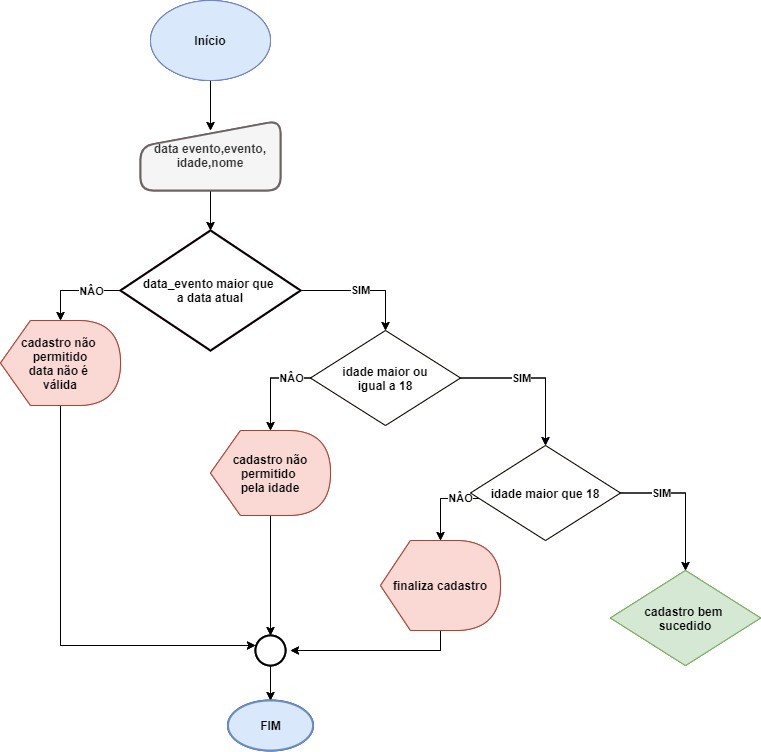 Início
data evento,evento,
idade,nome
data_evento maior que
a data atual
NÂO
SIM
cadastro não
permitido
data não é
válida
idade maior ou
igual a 18
NÂO
SIM
cadastro não
permitido
pela idade
idade maior que 18
NÂO
SIM
finaliza cadastro
cadastro bem
sucedido
FIM